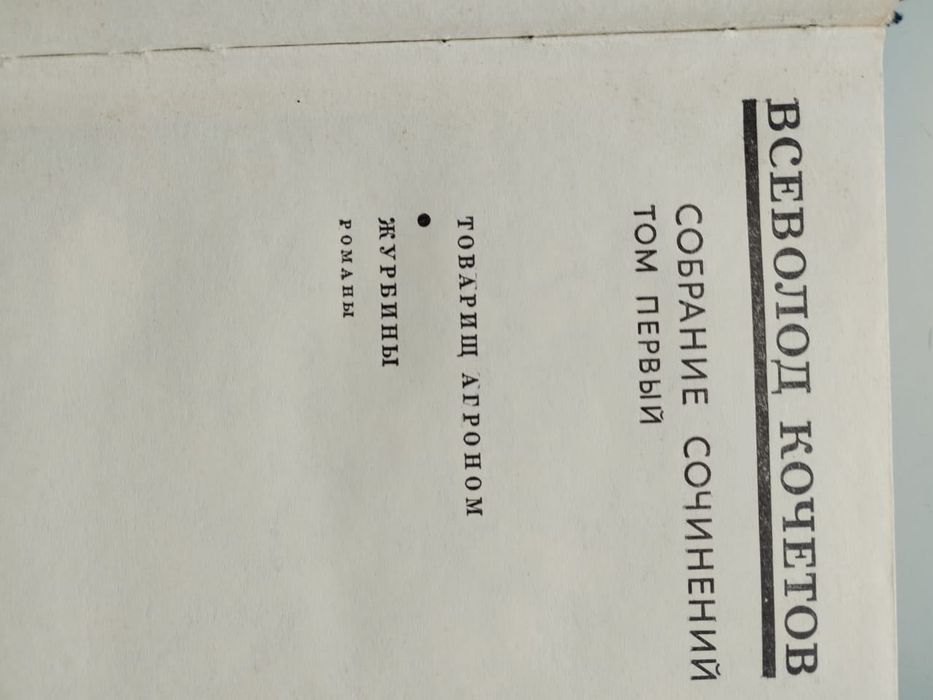 ВСЕВОЛОД КОЧЕТОВ
СОБРАНИЕ СОЧИНЕНИЙ
ТОМ ПЕРВЫЙ
ТОВАРИЩ АГРОНОМ
•
ЖУРБИНЫ
РОМАНЫ